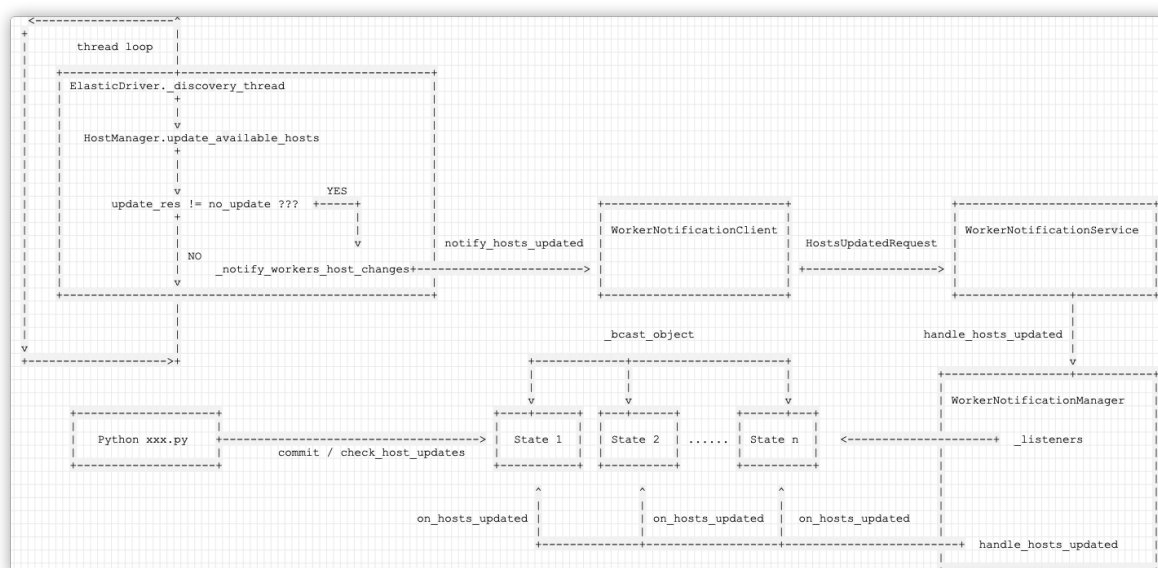 thread loop
ElasticDriver._discovery_thread
HostManager.update_available_hosts
YES
update_res != no_update ???
WorkerNotificationClient
WorkerNotificationService
notify_hosts_updated
HostsUpdatedRequest
NO
_notify_workers_host_changes
_bcast_object
handle_hosts_updated
WorkerNotificationManager
Python xxx.py
State 1
State 2
......
State n
_listeners
commit / check_host_updates
on_hosts_updated
on_hosts_updated
on_hosts_updated
handle_hosts_updated